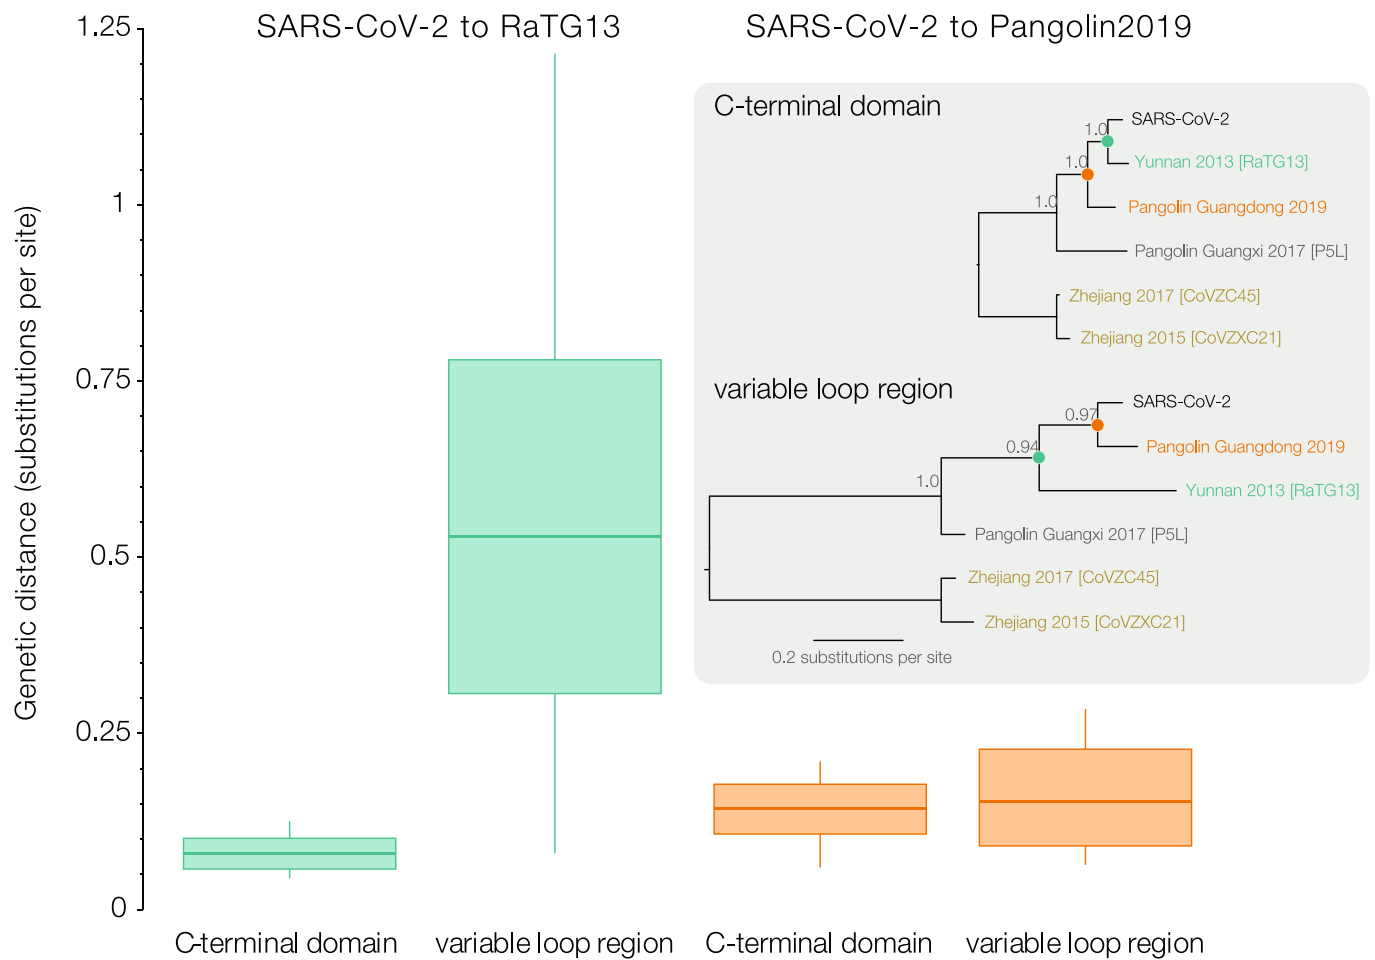 SARS-CoV-2 to RaTG13
SARS-CoV-2 to Pangolin2019
Genetic distance (substitutions per site)
1.25
1
0.75
0.5
0.25
0
C-terminal domain
1.0
SARS-CoV-2
Yunnan 2013 [RaTG13]
1.0
Pangolin Guangdong 2019
1.0
Pangolin Guangxi 2017 [P5L]
Zhejiang 2017 [CoVZC45]
Zhejiang 2015 [CoVZXC21]
variable loop region
SARS-CoV-2
0.97
Pangolin Guangdong 2019
0.94
Yunnan 2013 [RaTG13]
1.0
Pangolin Guangxi 2017 [P5L]
Zhejiang 2017 [CoVZC45]
Zhejiang 2015 [CoVZXC21]
0.2 substitutions per site
C-terminal domain
variable loop region
C-terminal domain
variable loop region